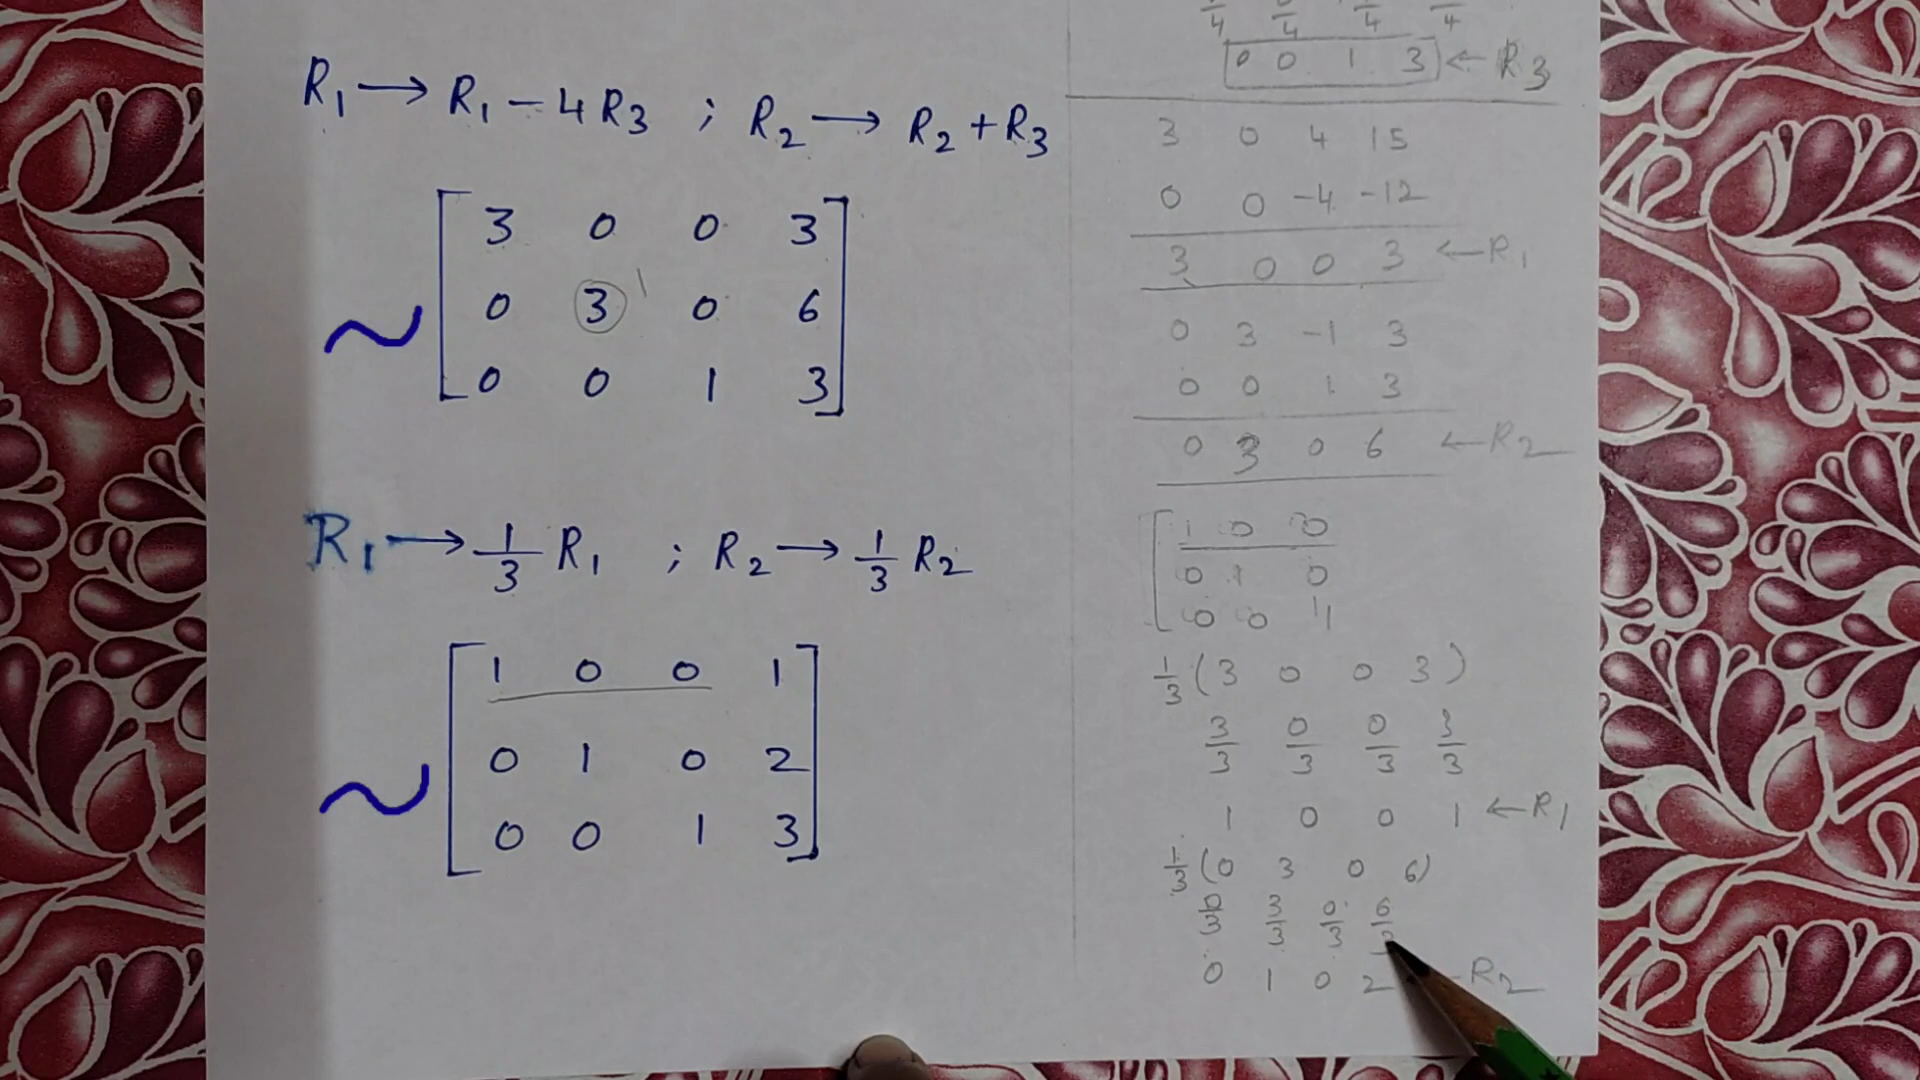 R₁ → R₁ − 4R₃ ; R₂ → R₂ + R₃
3 0 0 3
0 3 0 6
0 0 1 3
~
1
R₁ → 1/3 R₁ ; R₂ → 1/3 R₂
1 0 0 1
0 1 0 2
0 0 1 3
~
0 0 1 3 ← R₃
3 0 4 15
0 0 −4 −12
3 0 0 3 ← R₁
0 3 −1 3
0 0 1 3
0 3 0 6 ← R₂
1 0 0
0 1 0
0 0 1
1/3 (3 0 0 3)
3/3 0/3 0/3 3/3
1 0 0 1 ← R₁
1/3 (0 3 0 6)
0/3 3/3 0/3 6/3
0 1 0 2 R₂